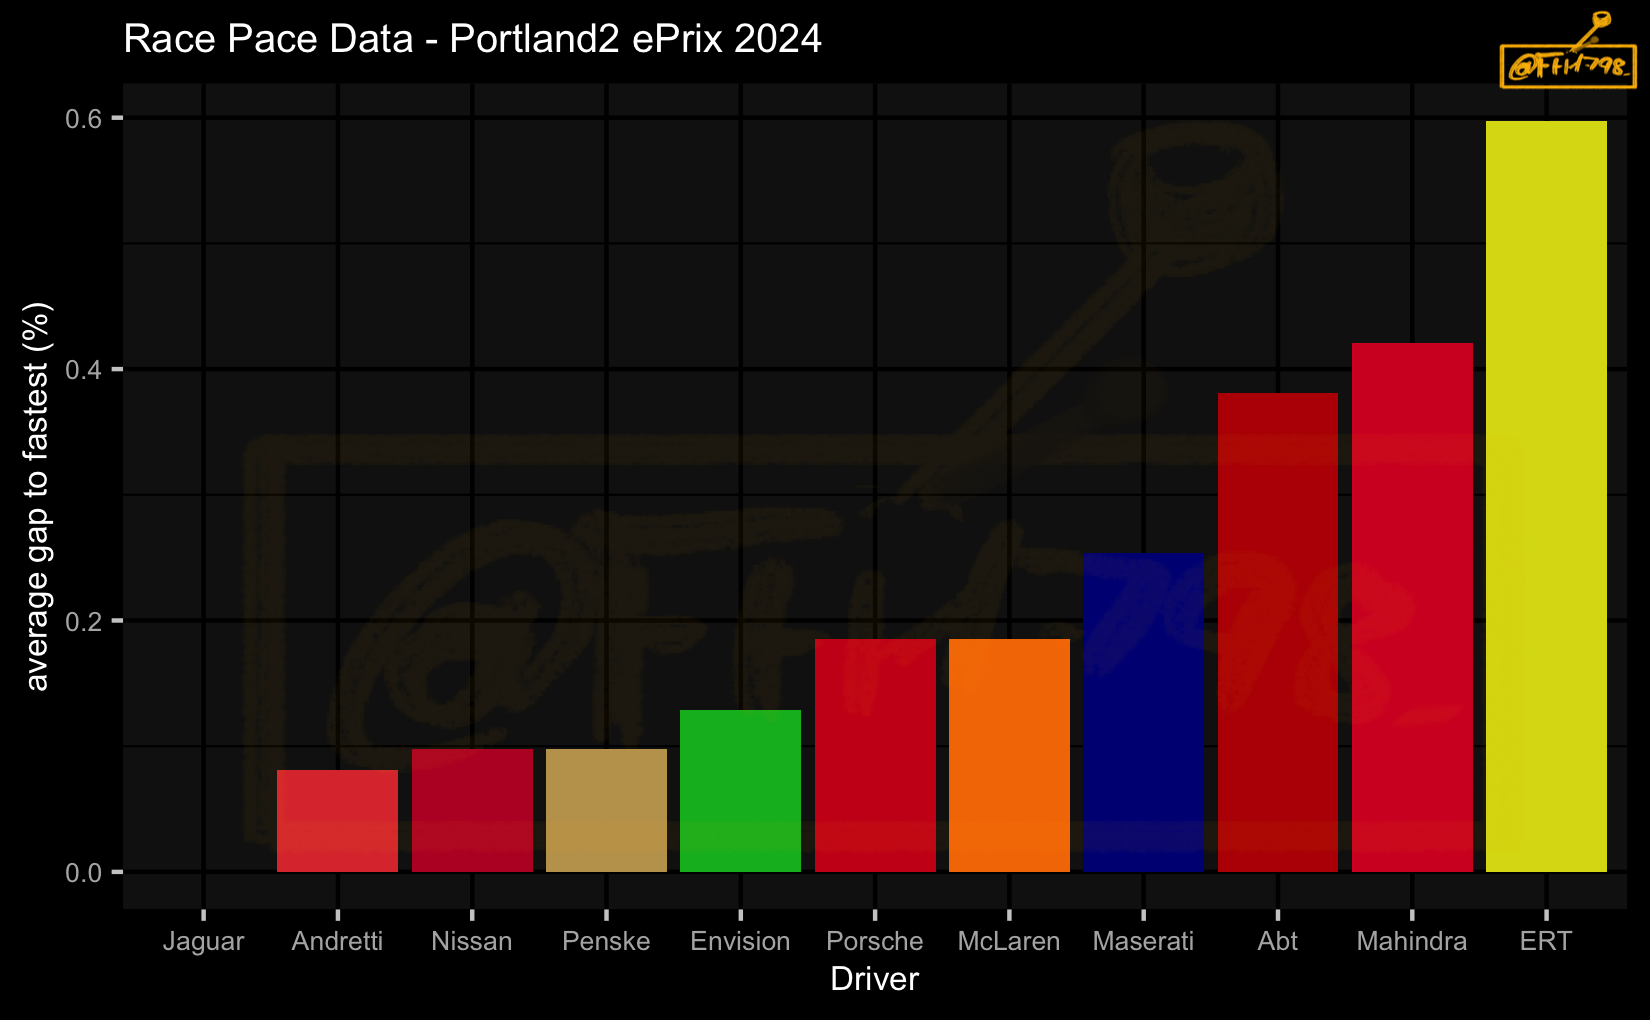 Race Pace Data - Portland2 ePrix 2024
@FFH798_
average gap to fastest (%)
0.6
0.4
0.2
0.0
Jaguar Andretti Nissan Penske Envision Porsche McLaren Maserati Abt Mahindra ERT
Driver